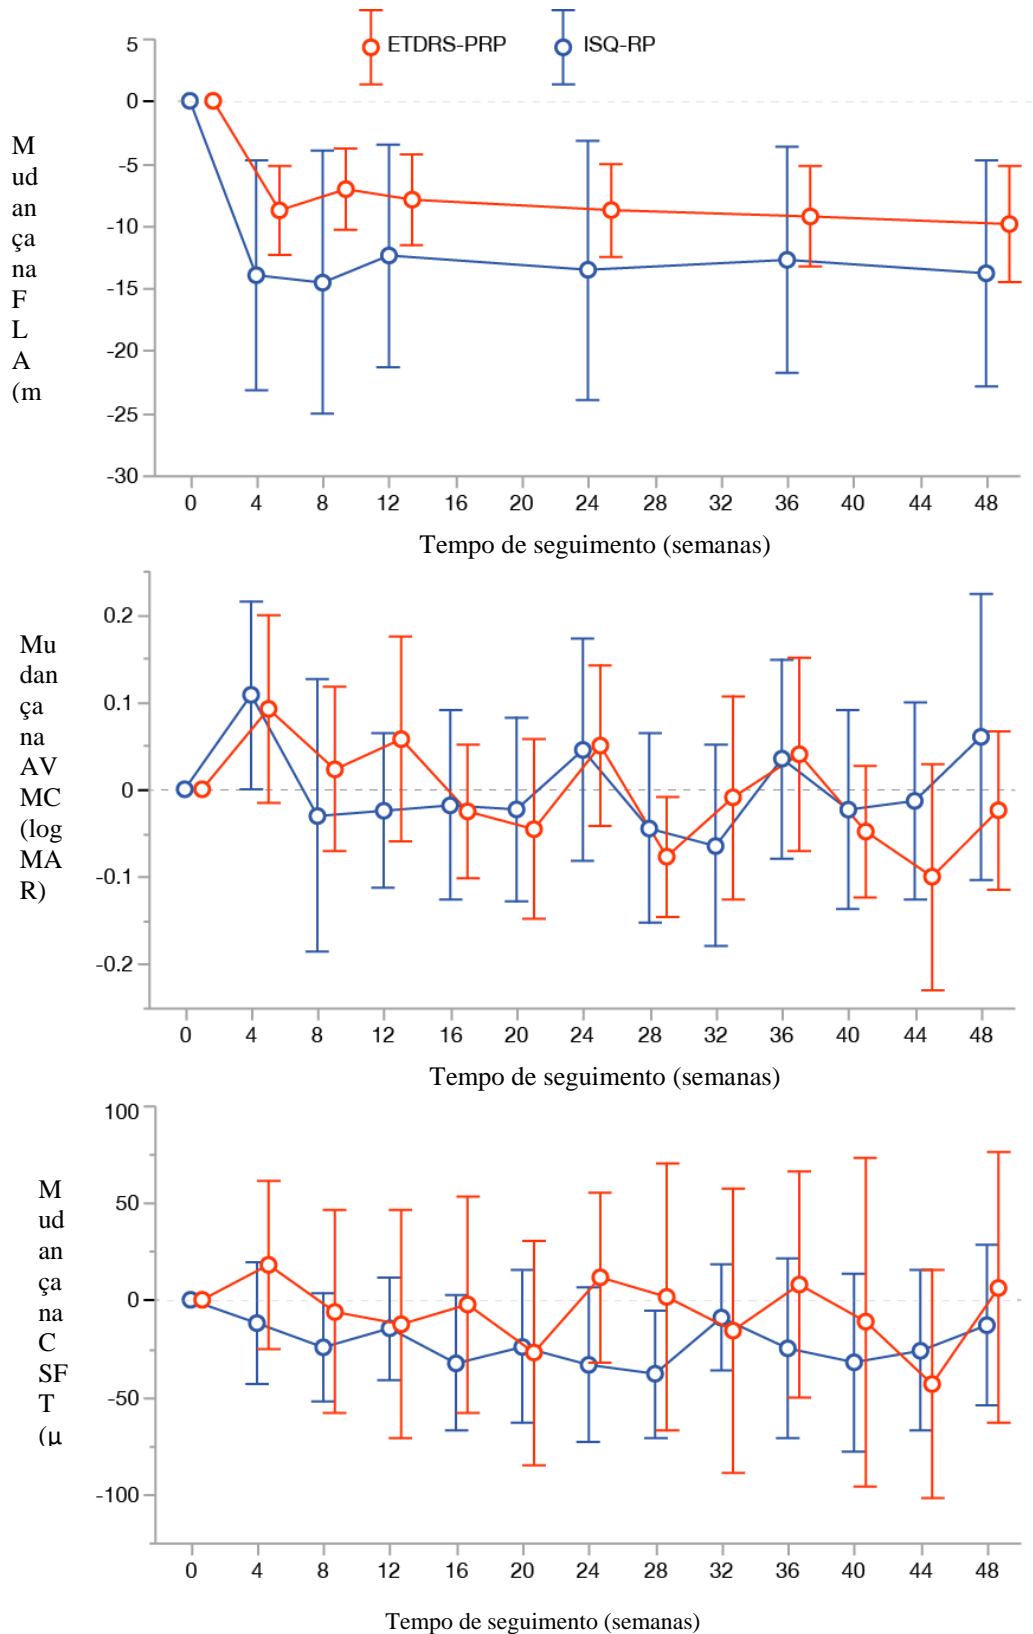 ETDRS-PRP ISQ-RP
5
0
-5
-10
-15
-20
-25
-30
M
ud
an
ça
na
F
L
A
(m
0 4 8 12 16 20 24 28 32 36 40 44 48
Tempo de seguimento (semanas)
0.2
0.1
0
-0.1
-0.2
Mu
dan
ça
na
AV
MC
(log
MA
R)
0 4 8 12 16 20 24 28 32 36 40 44 48
Tempo de seguimento (semanas)
100
50
0
-50
-100
M
ud
an
ça
na
C
SF
T
(µ
0 4 8 12 16 20 24 28 32 36 40 44 48
Tempo de seguimento (semanas)